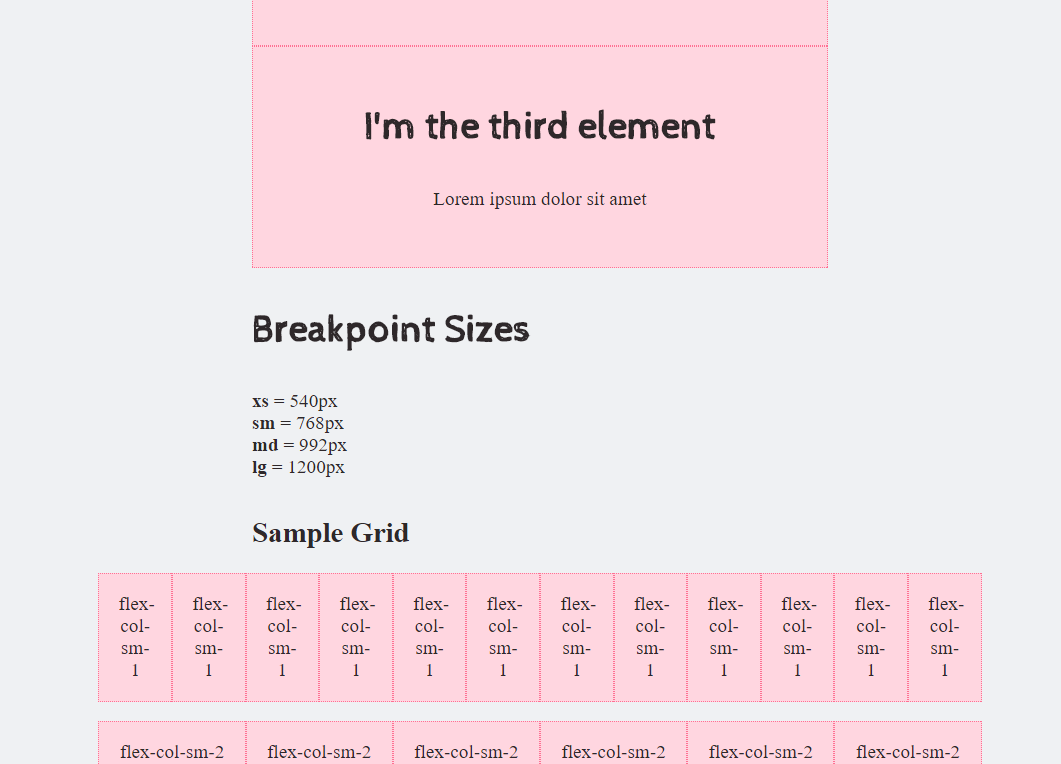 I'm the third element
Lorem ipsum dolor sit amet
Breakpoint Sizes
xs = 540px
sm = 768px
md = 992px
lg = 1200px
Sample Grid
flex- flex- flex- flex- flex- flex- flex- flex- flex- flex- flex- flex-
col- col- col- col- col- col- col- col- col- col- col- col-
sm- sm- sm- sm- sm- sm- sm- sm- sm- sm- sm- sm-
1 1 1 1 1 1 1 1 1 1 1 1
flex-col-sm-2 flex-col-sm-2 flex-col-sm-2 flex-col-sm-2 flex-col-sm-2 flex-col-sm-2